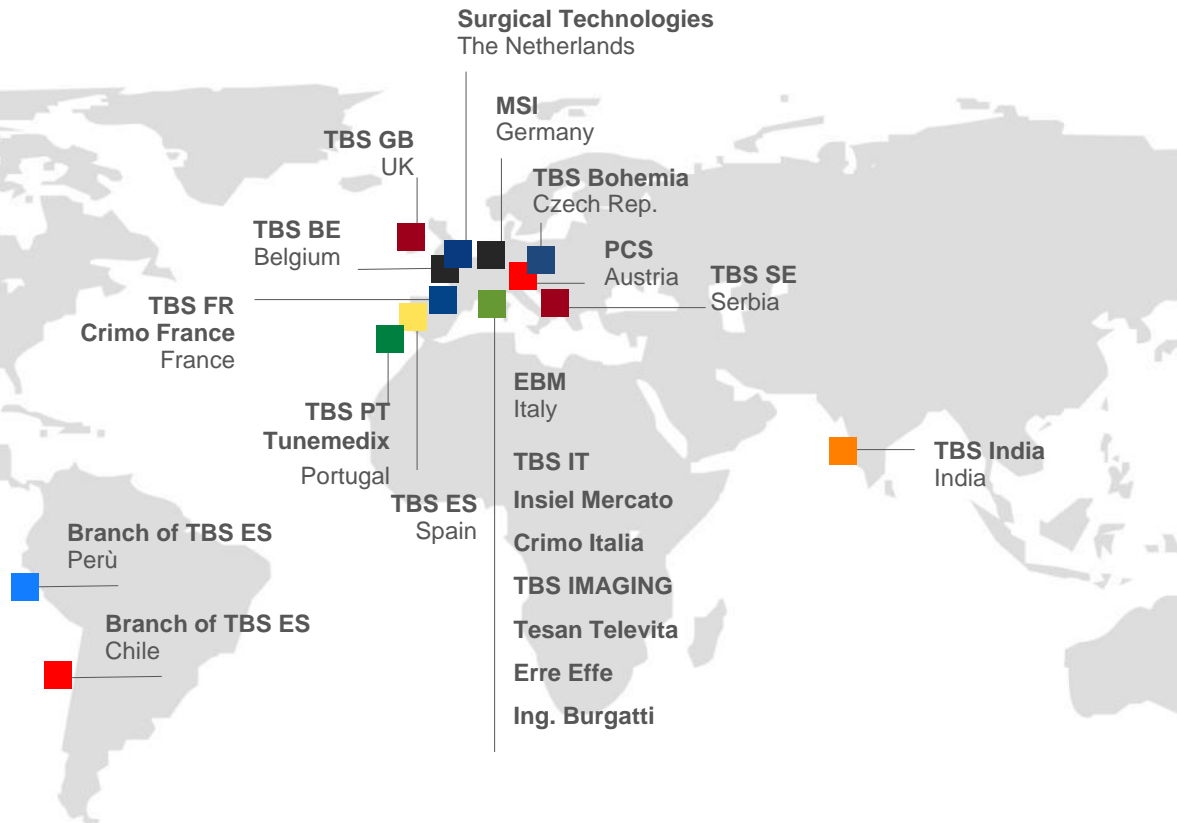 Surgical Technologies
The Netherlands
MSI
Germany
TBS GB
UK
TBS Bohemia
Czech Rep.
TBS BE
Belgium
PCS
Austria
TBS SE
Serbia
TBS FR
Crimo France
France
EBM
Italy
TBS PT
Tunemedix
Portugal
TBS ES
Spain
TBS IT
Insiel Mercato
Crimo Italia
TBS IMAGING
Tesan Televita
Erre Effe
Ing. Burgatti
TBS India
India
Branch of TBS ES
Perù
Branch of TBS ES
Chile